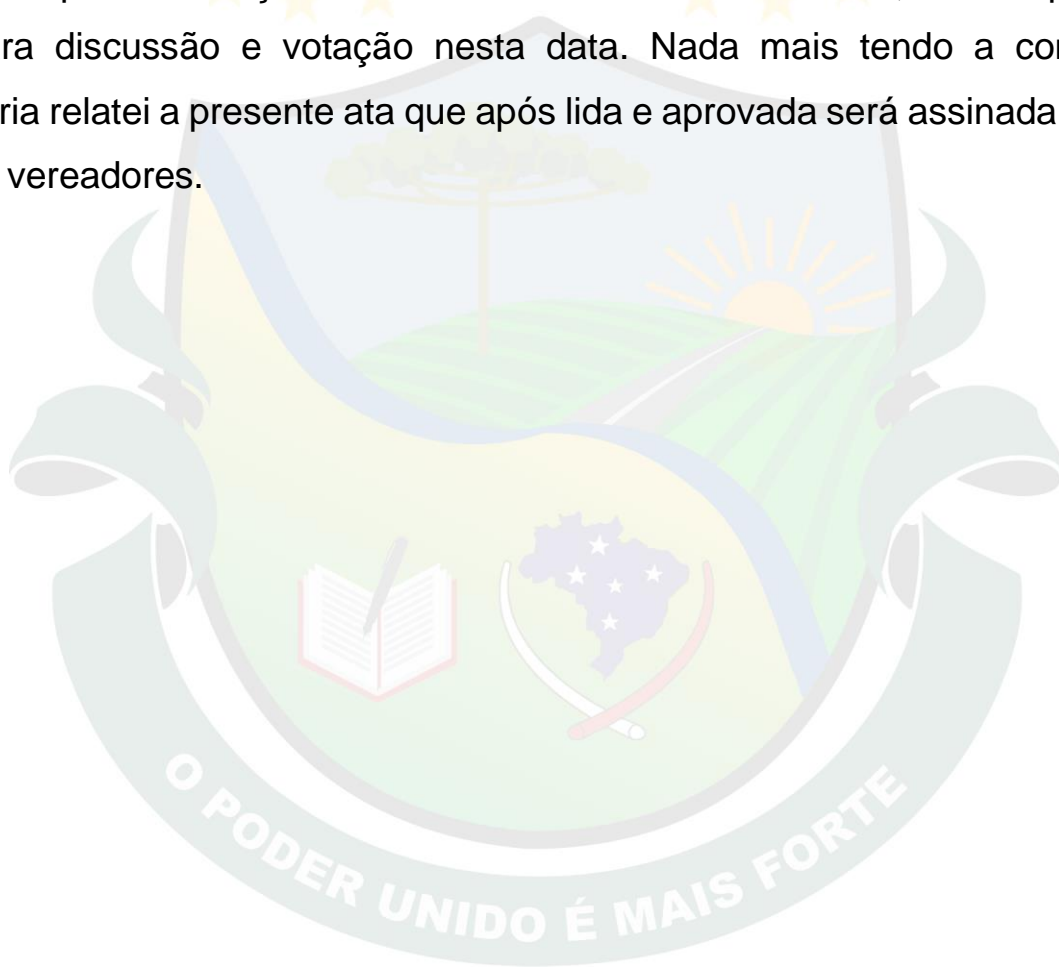 ra discussão e votação nesta data. Nada mais tendo a co
ria relatei a presente ata que após lida e aprovada será assinada
vereadores.
O PODER UNIDO É MAIS FORTE